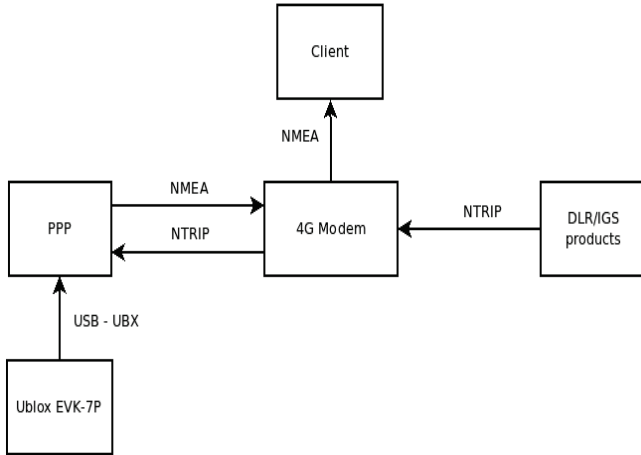 Client
NMEA
NMEA
PPP
4G Modem
NTRIP
NTRIP
DLR/IGS
products
USB - UBX
Ublox EVK-7P